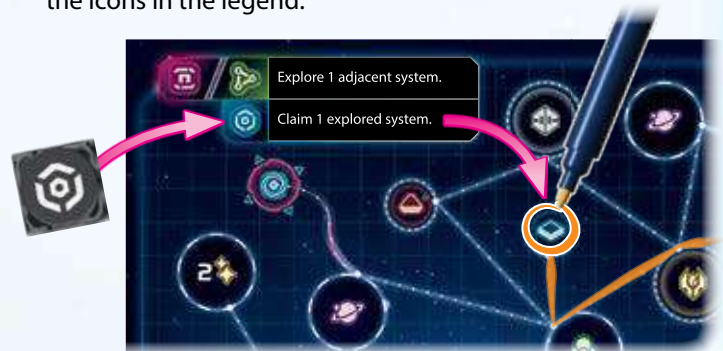 the icons in the legend.
Explore 1 adjacent system.
Claim 1 explored system.
2